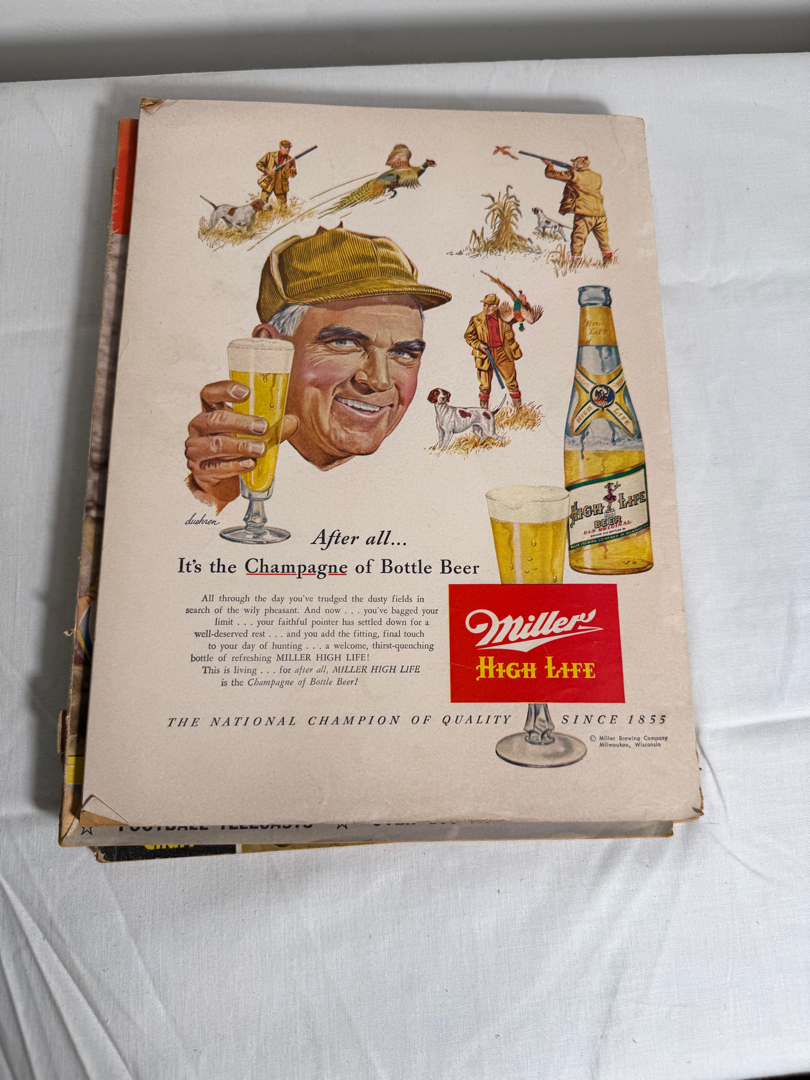 duehren
After all...
It's the Champagne of Bottle Beer
All through the day you've trudged the dusty fields in
search of the wily pheasant. And now . . . you've bagged your
limit . . . your faithful pointer has settled down for a
well-deserved rest . . . and you add the fitting, final touch
to your day of hunting . . . a welcome, thirst-quenching
bottle of refreshing MILLER HIGH LIFE!
This is living . . . for after all, MILLER HIGH LIFE
is the Champagne of Bottle Beer!
HIGH LIFE
HIGH LIFE
HIGH LIFE
BEER
Miller
HIGH LIFE
THE NATIONAL CHAMPION OF QUALITY SINCE 1855
© Miller Brewing Company
Milwaukee, Wisconsin
FOOTBALL TELECASTS